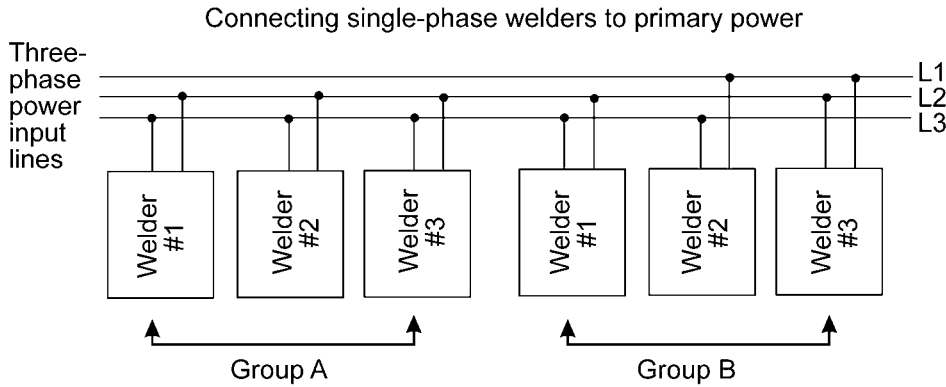 Connecting single-phase welders to primary power
Three-
phase
power
input
lines
L1
L2
L3
Welder
#1
Welder
#2
Welder
#3
Welder
#1
Welder
#2
Welder
#3
Group A
Group B